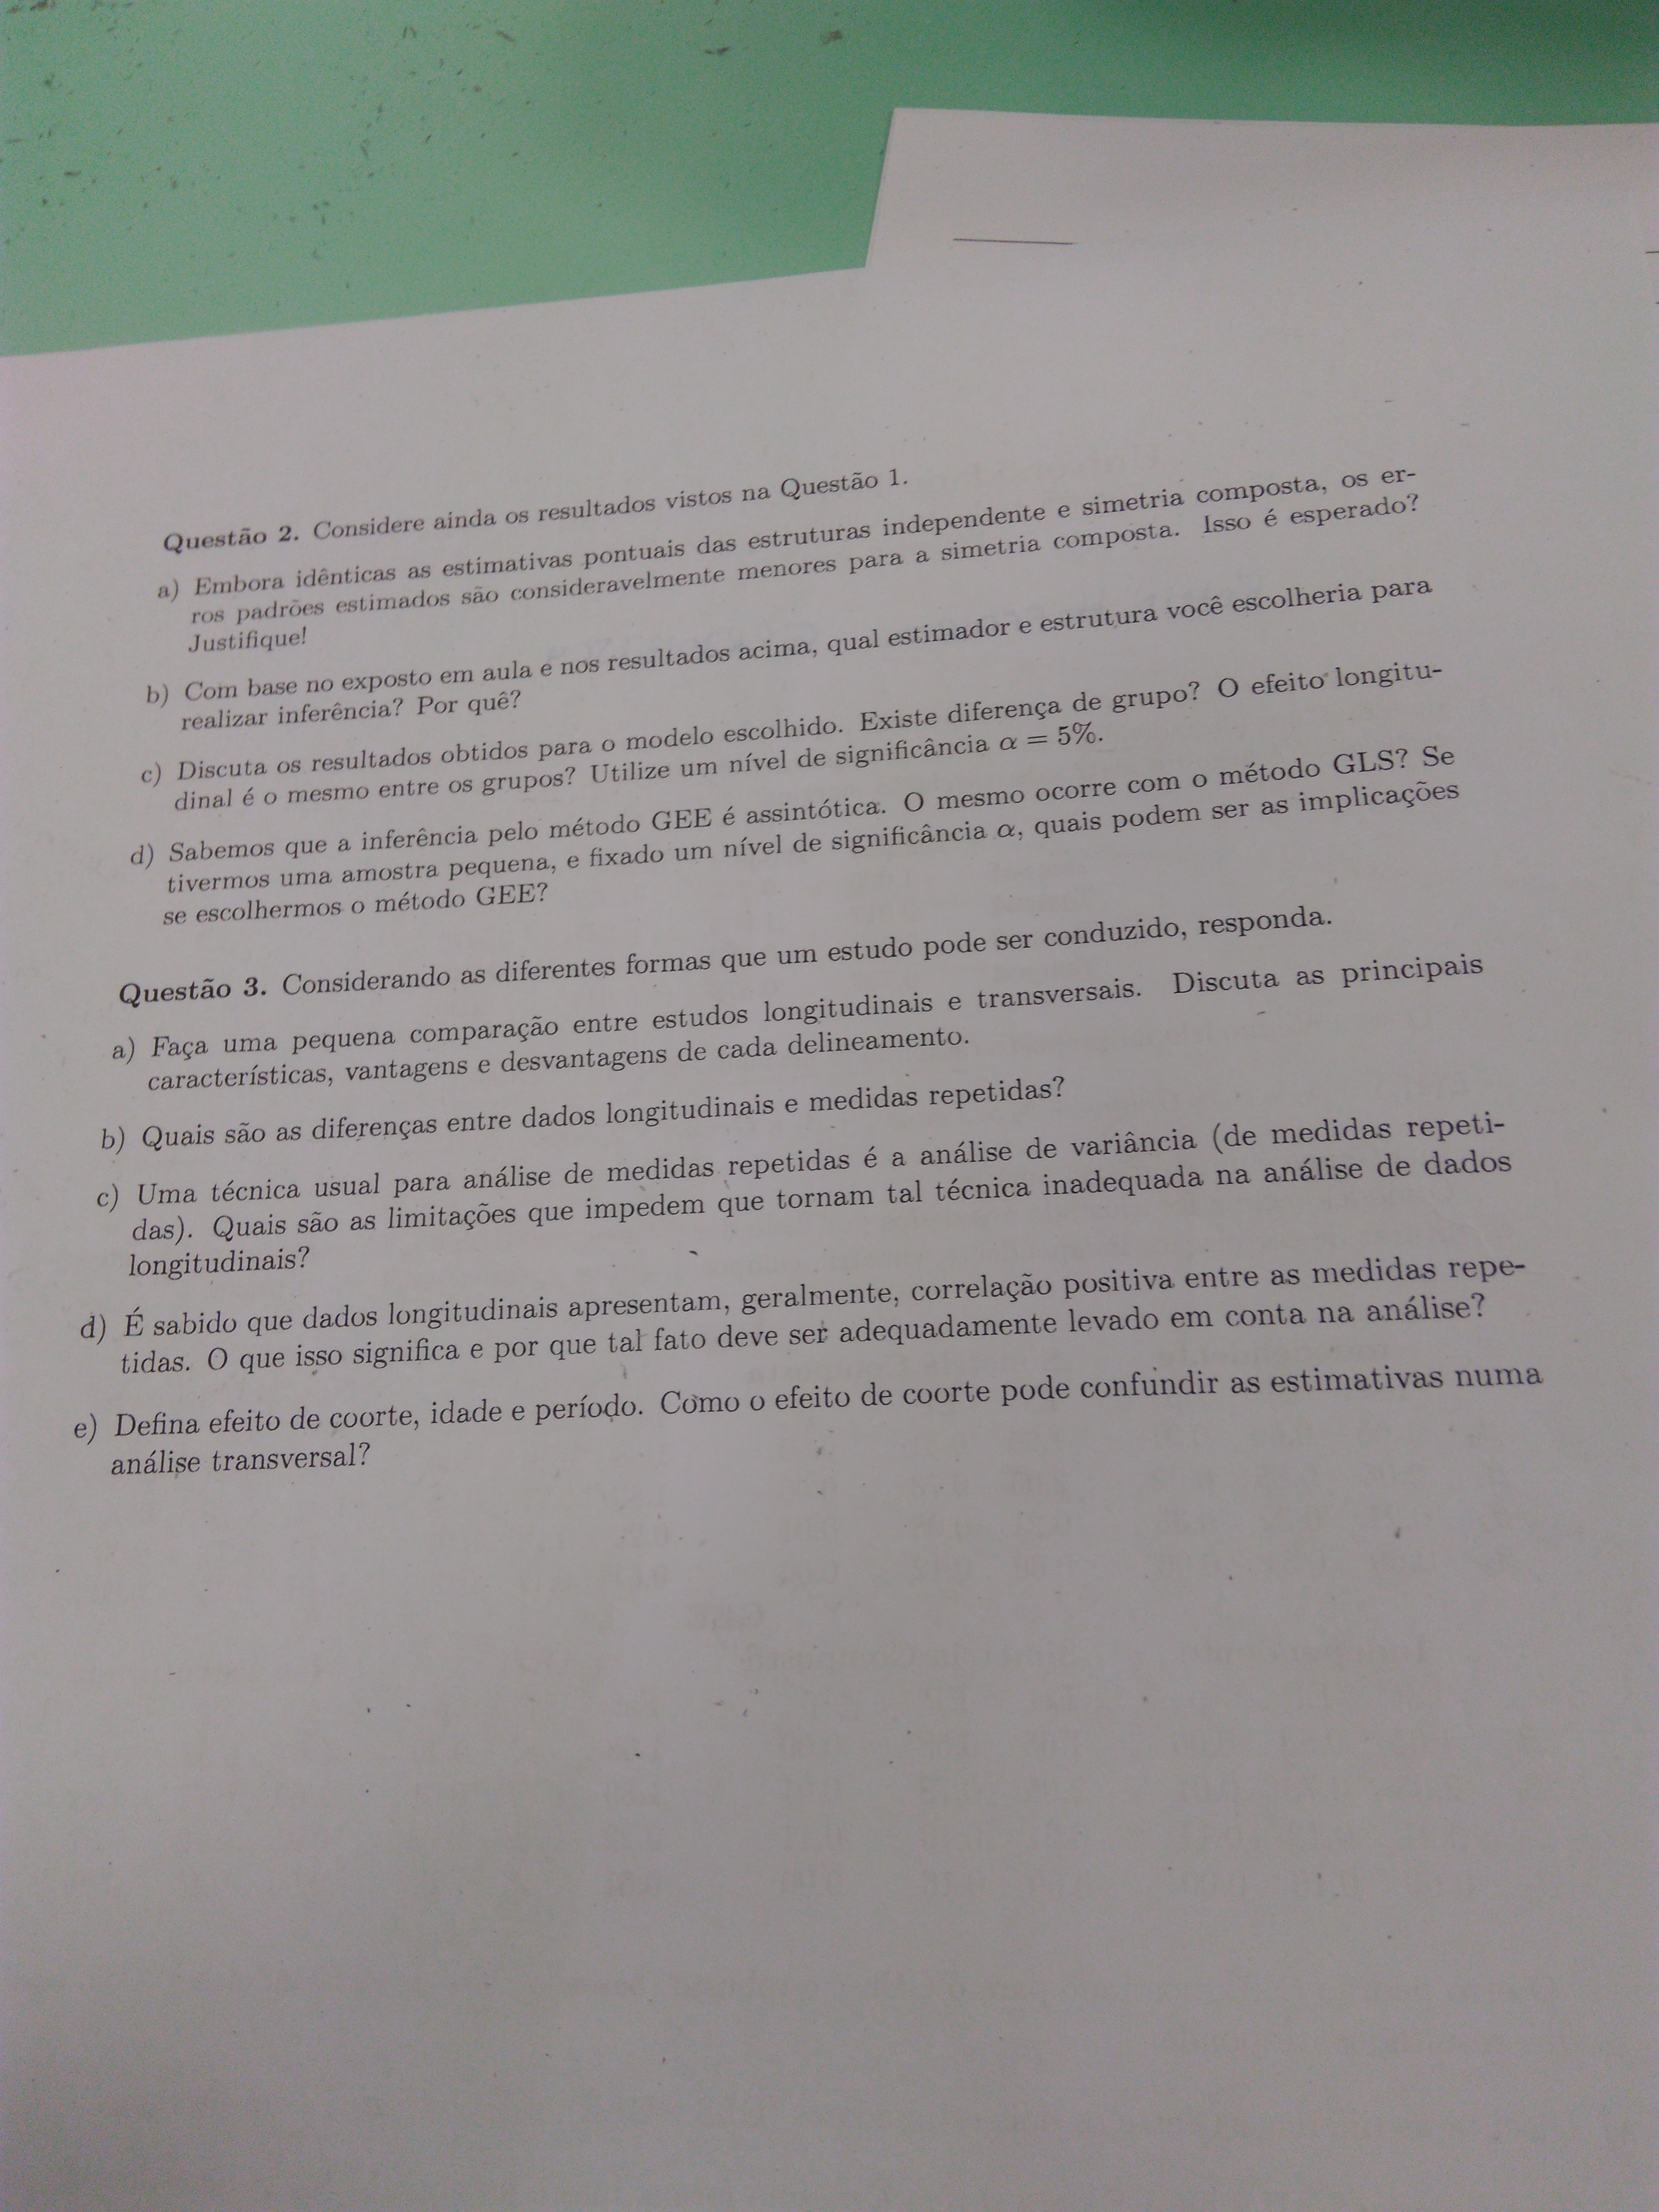 Questão 2. Considere ainda os resultados vistos na Questão 1.
a) Embora idênticas as estimativas pontuais das estruturas independente e simetria composta, os er-
ros padrões estimados são consideravelmente menores para a simetria composta. Isso é esperado?
Justifique!
b) Com base no exposto em aula e nos resultados acima, qual estimador e estrutura você escolheria para
realizar inferência? Por quê?
c) Discuta os resultados obtidos para o modelo escolhido. Existe diferença de grupo? O efeito longitu-
dinal é o mesmo entre os grupos? Utilize um nível de significância α = 5%.
d) Sabemos que a inferência pelo método GEE é assintótica. O mesmo ocorre com o método GLS? Se
tivermos uma amostra pequena, e fixado um nível de significância α, quais podem ser as implicações
se escolhermos o método GEE?
Questão 3. Considerando as diferentes formas que um estudo pode ser conduzido, responda.
a) Faça uma pequena comparação entre estudos longitudinais e transversais. Discuta as principais
características, vantagens e desvantagens de cada delineamento.
b) Quais são as diferenças entre dados longitudinais e medidas repetidas?
c) Uma técnica usual para análise de medidas repetidas é a análise de variância (de medidas repeti-
das). Quais são as limitações que impedem que tornam tal técnica inadequada na análise de dados
longitudinais?
d) É sabido que dados longitudinais apresentam, geralmente, correlação positiva entre as medidas repe-
tidas. O que isso significa e por que tal fato deve ser adequadamente levado em conta na análise?
e) Defina efeito de coorte, idade e período. Como o efeito de coorte pode confundir as estimativas numa
análise transversal?